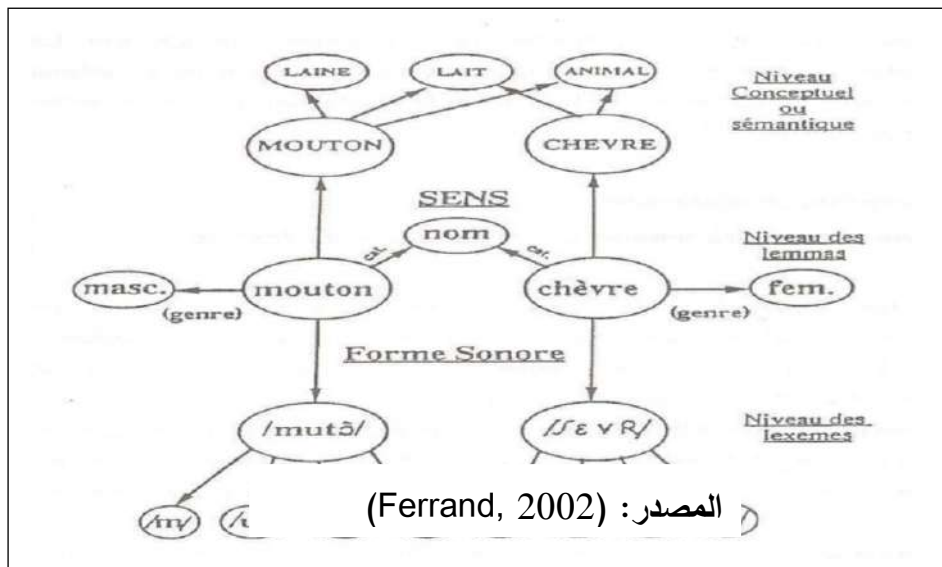 LAINE LAIT ANIMAL
Niveau
Conceptuel
ou
sémantique
MOUTON CHEVRE
SENS
nom
cat. cat.
Niveau des
lemmas
masc. mouton chèvre fem.
(genre) (genre)
Forme Sonore
/mutɔ̃/ /ʃɛvR/
Niveau des
lexemes
/m/
المصدر: (Ferrand, 2002)